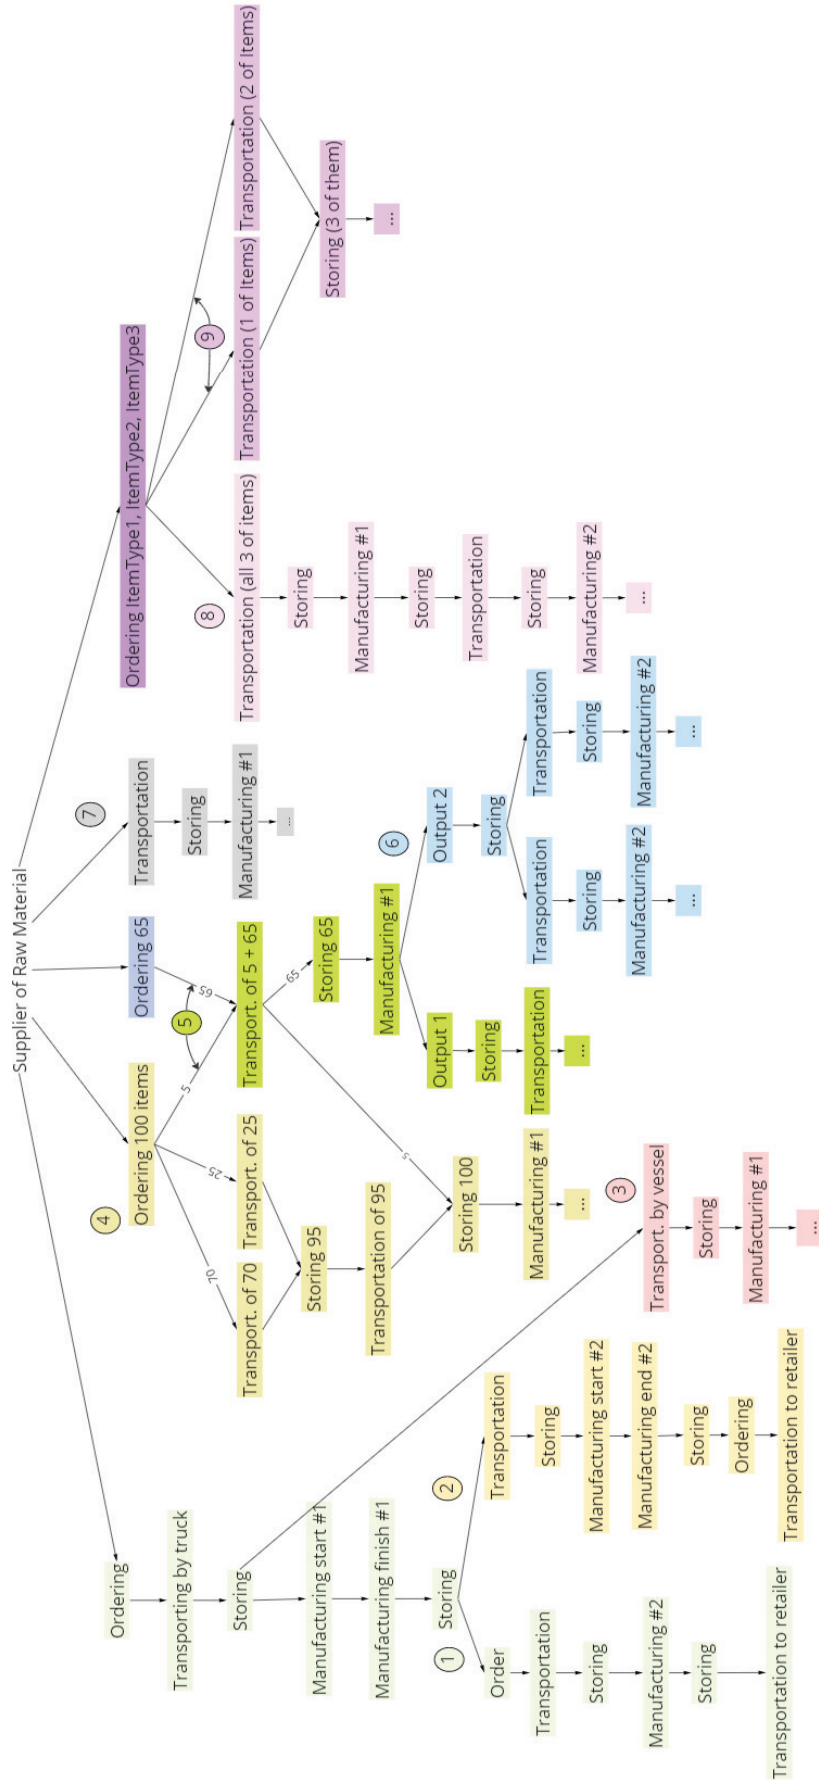 Supplier of Raw Material
Ordering
Transporting by truck
Storing
Manufacturing start #1
Manufacturing finish #1
Storing
1
Order
Transportation
Storing
Manufacturing #2
Storing
Transportation to retailer
2
Transportation
Storing
Manufacturing start #2
Manufacturing end #2
Storing
Ordering
Transportation to retailer
3
Transport. by vessel
Storing
Manufacturing #1
...
4
Ordering 100 items
70
25
5
Transport. of 70
Transport. of 25
Storing 95
Transportation of 95
Storing 100
Manufacturing #1
...
Ordering 65
5
65
Transport. of 5 + 65
65
5
Storing 65
Manufacturing #1
Output 1
Storing
Transportation
...
6
Output 2
Storing
Transportation
Storing
Manufacturing #2
...
Transportation
Storing
Manufacturing #2
...
7
Transportation
Storing
Manufacturing #1
...
Ordering ItemType1, ItemType2, ItemType3
8
Transportation (all 3 of items)
Storing
Manufacturing #1
Storing
Transportation
Storing
Manufacturing #2
...
9
Transportation (1 of Items)
Transportation (2 of Items)
Storing (3 of them)
...